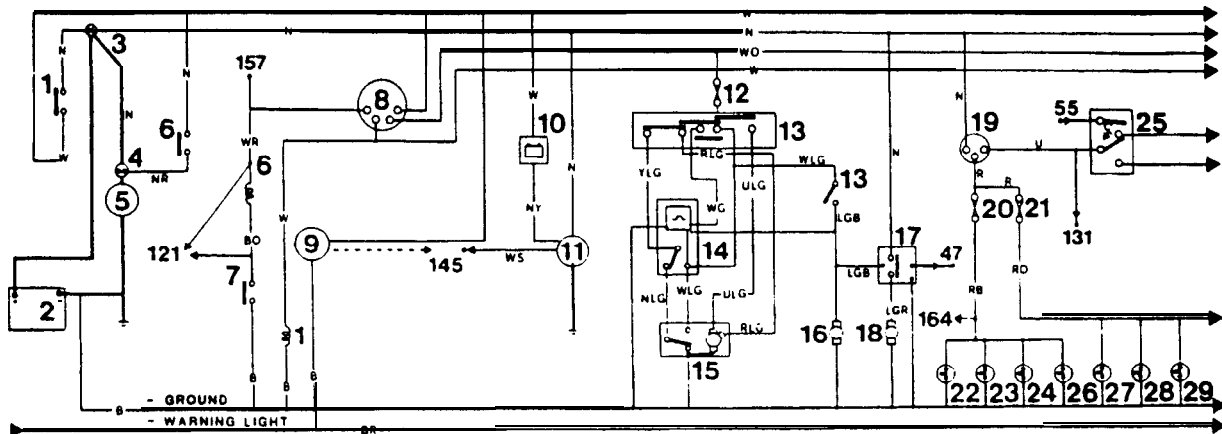 W
N
WO
W
3
157
N
N
1
8
12
N
6
W
10
13
N
19
55
25
W
4
WR
6
RLG
WLG
U
NR
YLG
ULG
13
R
R
5
N
WG
20
21
NY
LGB
131
121
BO
W
9
11
14
17
7
145
WS
LGB
47
2
NLG
WLG
ULG
RB
RD
RLG
LGR
164
1
C
16
18
15
B
B
B
22
23
24
26
27
28
29
B
- GROUND
- WARNING LIGHT
BR